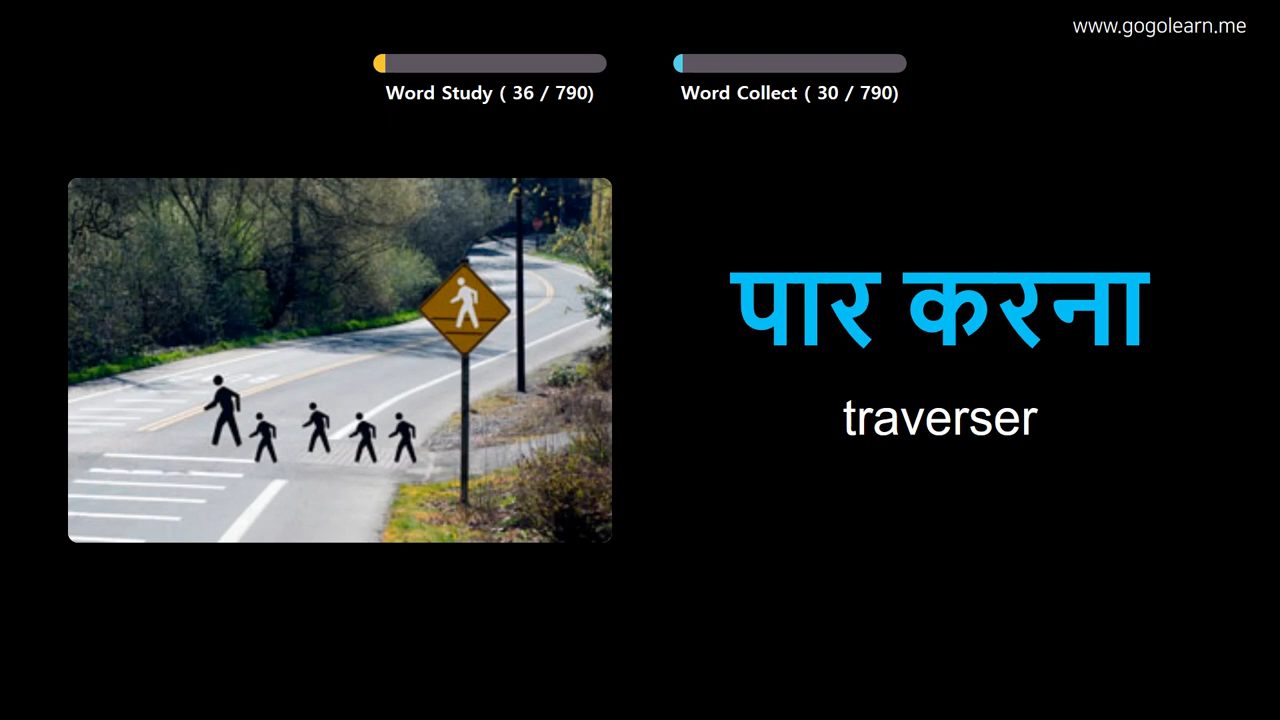 www.gogolearn.me
Word Study ( 36 / 790)
Word Collect ( 30 / 790)
पार करना
traverser